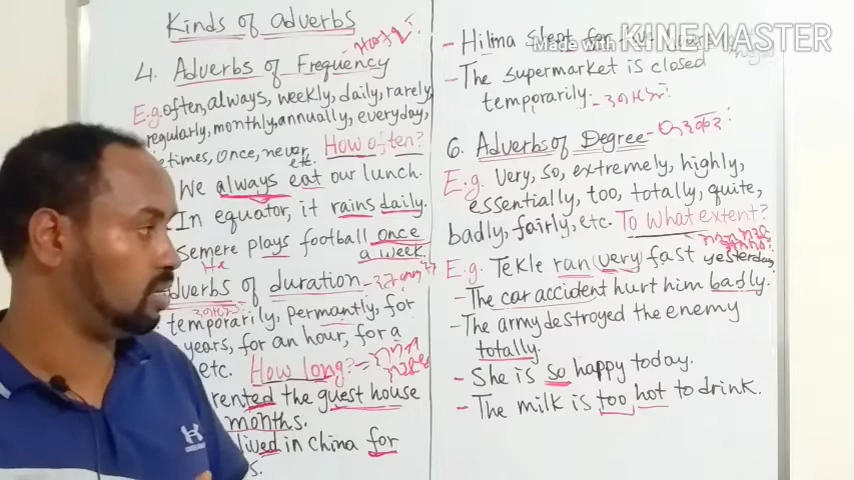 Kinds of adverbs
4. Adverbs of Frequency
E.g. often, always, weekly, daily, rarely,
regularly, monthly, annually, everyday,
etimes, once, never, etc.
How often?
We always eat our lunch.
In equator, it rains daily.
Semere plays football once
a week.
He
dverbs of duration
temporarily, permantly, for
years, for an hour, for a
etc. How long?
rented the guest house
months.
lived in China for
s.
- Hilma slept for
- The supermarket is closed
temporarily.
6. Adverbs of Degree
E.g. Very, so, extremely, highly,
essentially, too, totally, quite,
badly, fairly, etc. To what extent?
E.g. Tekle ran (very) fast yesterday.
- The car accident hurt him badly.
- The army destroyed the enemy
totally.
- She is so happy today.
- The milk is too hot to drink.
Made with KINEMASTER